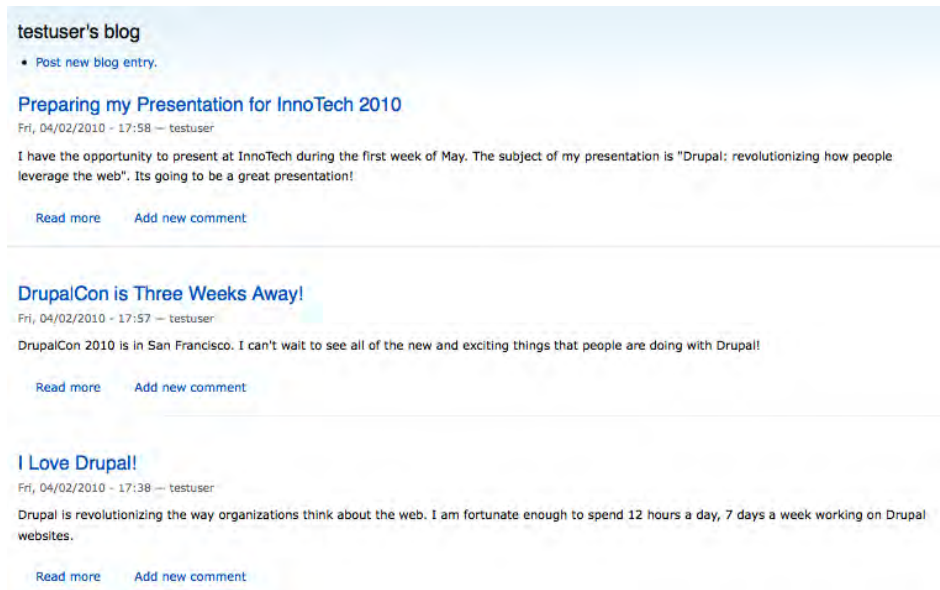 testuser's blog
• Post new blog entry.
Preparing my Presentation for InnoTech 2010
Fri, 04/02/2010 - 17:58 — testuser
I have the opportunity to present at InnoTech during the first week of May. The subject of my presentation is "Drupal: revolutionizing how people
leverage the web". Its going to be a great presentation!
Read more Add new comment
DrupalCon is Three Weeks Away!
Fri, 04/02/2010 - 17:57 — testuser
DrupalCon 2010 is in San Francisco. I can't wait to see all of the new and exciting things that people are doing with Drupal!
Read more Add new comment
I Love Drupal!
Fri, 04/02/2010 - 17:38 — testuser
Drupal is revolutionizing the way organizations think about the web. I am fortunate enough to spend 12 hours a day, 7 days a week working on Drupal
websites.
Read more Add new comment